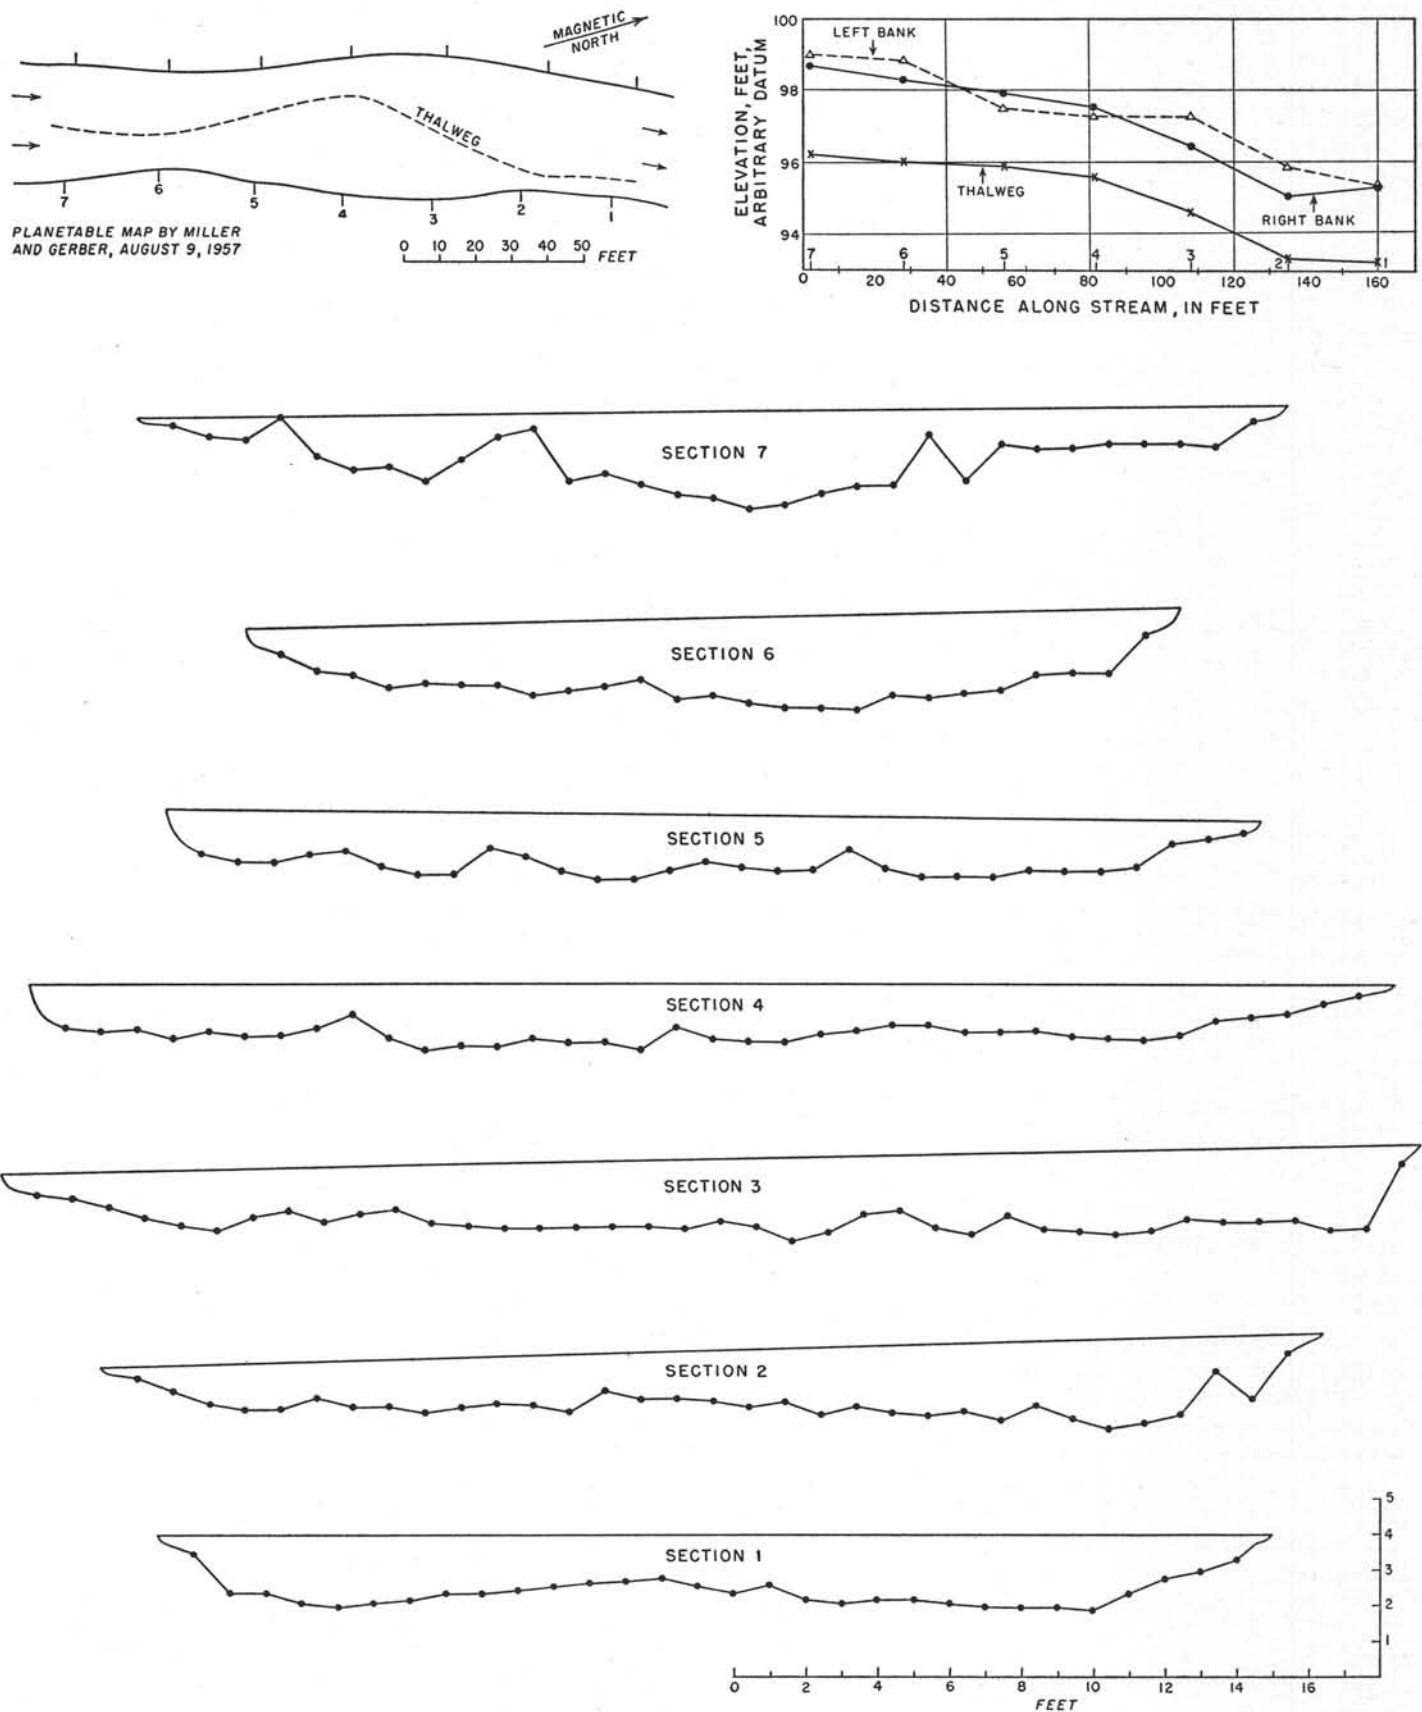 MAGNETIC
NORTH
THALWEG
7
6
5
4
3
2
1
PLANETABLE MAP BY MILLER
AND GERBER, AUGUST 9, 1957
0 10 20 30 40 50 FEET
ELEVATION, FEET,
ARBITRARY DATUM
100
98
96
94
LEFT BANK
THALWEG
RIGHT BANK
7 6 5 4 3 2 1
0 20 40 60 80 100 120 140 160
DISTANCE ALONG STREAM, IN FEET
SECTION 7
SECTION 6
SECTION 5
SECTION 4
SECTION 3
SECTION 2
SECTION 1
5
4
3
2
1
0 2 4 6 8 10 12 14 16
FEET